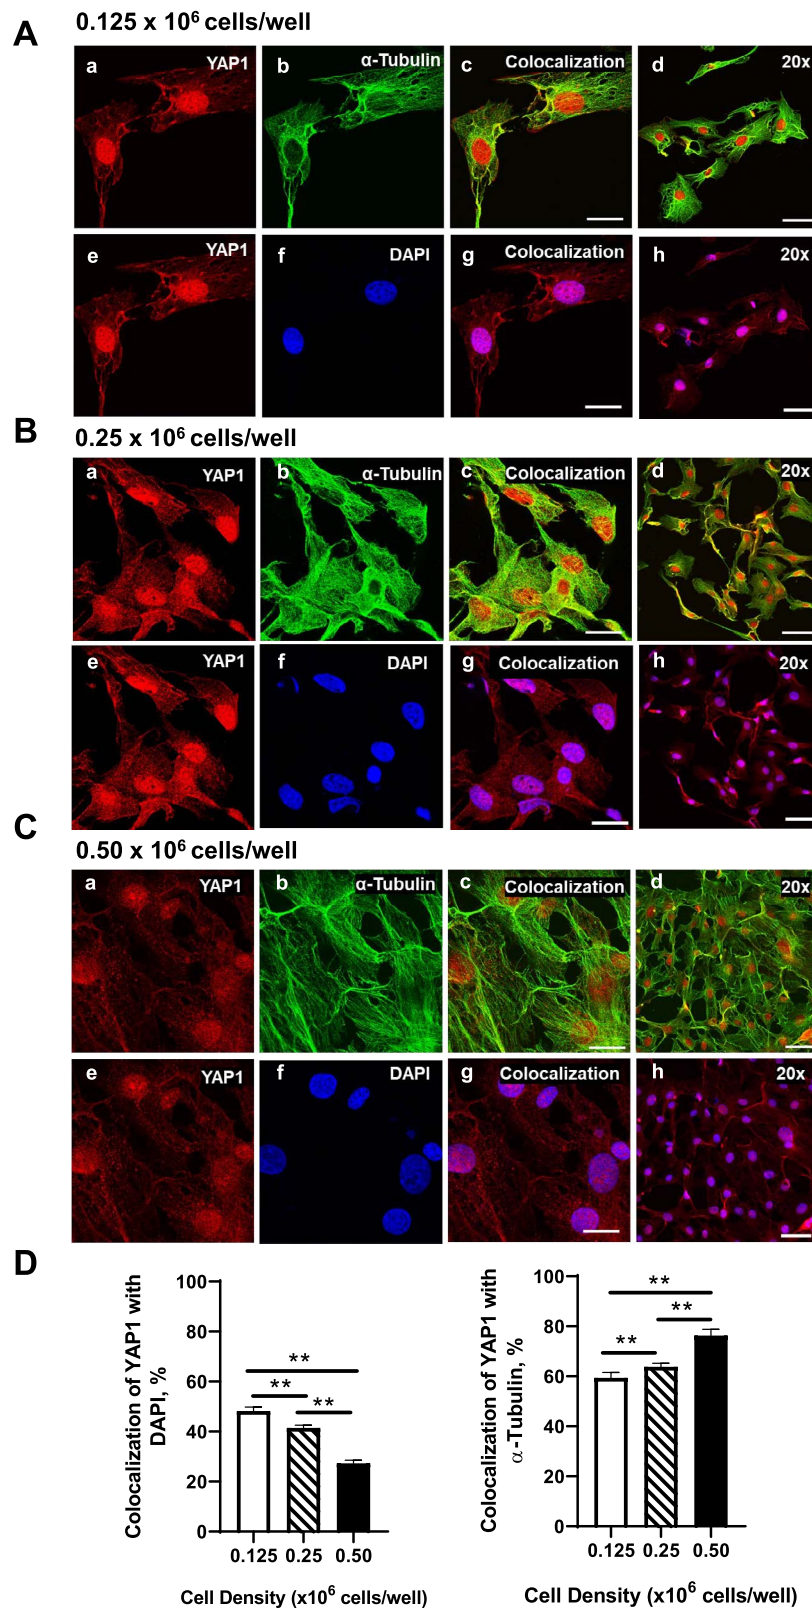 A
0.125 x 10⁶ cells/well
a YAP1
b α-Tubulin
c Colocalization
d 20x
e YAP1
f DAPI
g Colocalization
h 20x
B
0.25 x 10⁶ cells/well
a YAP1
b α-Tubulin
c Colocalization
d 20x
e YAP1
f DAPI
g Colocalization
h 20x
C
0.50 x 10⁶ cells/well
a YAP1
b α-Tubulin
c Colocalization
d 20x
e YAP1
f DAPI
g Colocalization
h 20x
D
Colocalization of YAP1 with
DAPI, %
100
80
60
40
20
0
**
**
**
0.125 0.25 0.50
Cell Density (x10⁶ cells/well)
Colocalization of YAP1 with
α-Tubulin, %
100
80
60
40
20
0
**
**
**
0.125 0.25 0.50
Cell Density (x10⁶ cells/well)